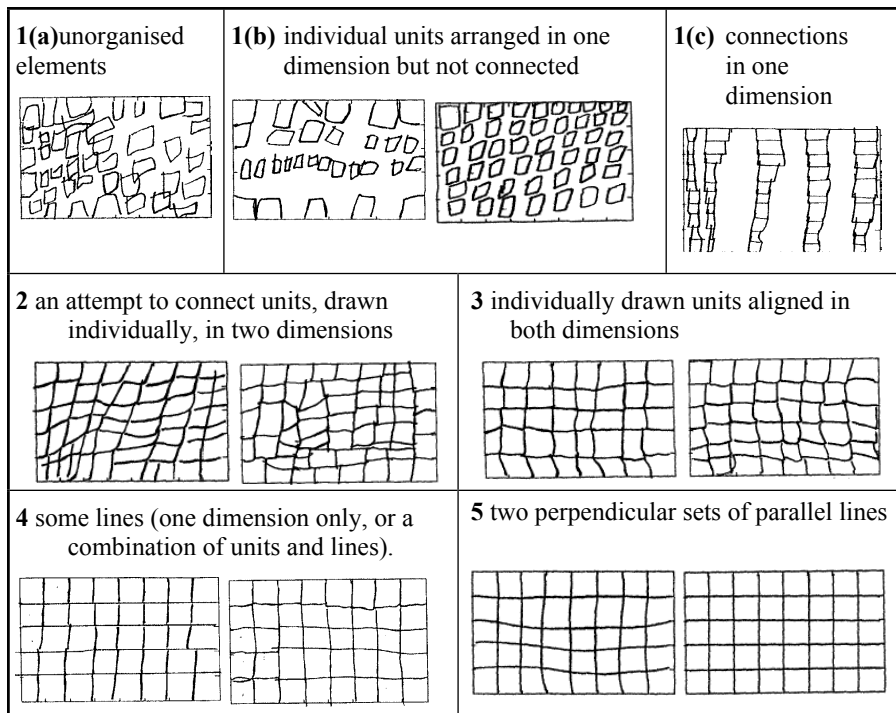 1(a)unorganised
elements
1(b) individual units arranged in one
dimension but not connected
1(c) connections
in one
dimension
2 an attempt to connect units, drawn
individually, in two dimensions
3 individually drawn units aligned in
both dimensions
4 some lines (one dimension only, or a
combination of units and lines).
5 two perpendicular sets of parallel lines